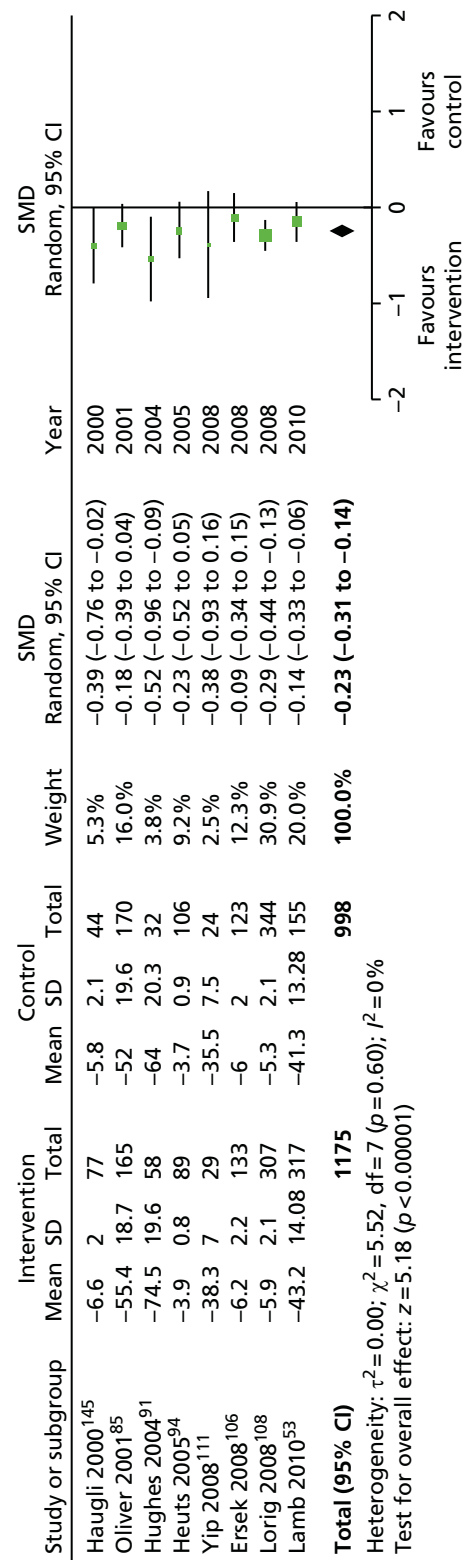 Intervention Control SMD SMD
Study or subgroup Mean SD Total Mean SD Total Weight Random, 95% CI Year Random, 95% CI
Haugli 2000145 −6.6 2 77 −5.8 2.1 44 5.3% −0.39 (−0.76 to −0.02) 2000
Oliver 200185 −55.4 18.7 165 −52 19.6 170 16.0% −0.18 (−0.39 to 0.04) 2001
Hughes 200491 −74.5 19.6 58 −64 20.3 32 3.8% −0.52 (−0.96 to −0.09) 2004
Heuts 200594 −3.9 0.8 89 −3.7 0.9 106 9.2% −0.23 (−0.52 to 0.05) 2005
Yip 2008111 −38.3 7 29 −35.5 7.5 24 2.5% −0.38 (−0.93 to 0.16) 2008
Ersek 2008106 −6.2 2.2 133 −6 2 123 12.3% −0.09 (−0.34 to 0.15) 2008
Lorig 2008108 −5.9 2.1 307 −5.3 2.1 344 30.9% −0.29 (−0.44 to −0.13) 2008
Lamb 201053 −43.2 14.08 317 −41.3 13.28 155 20.0% −0.14 (−0.33 to −0.06) 2010
Total (95% CI) 1175 998 100.0% −0.23 (−0.31 to −0.14)
Heterogeneity: τ2=0.00; χ2=5.52, df=7 (p=0.60); I2=0%
Test for overall effect: z=5.18 (p<0.00001)
−2 −1 0 1 2
Favours Favours
intervention control